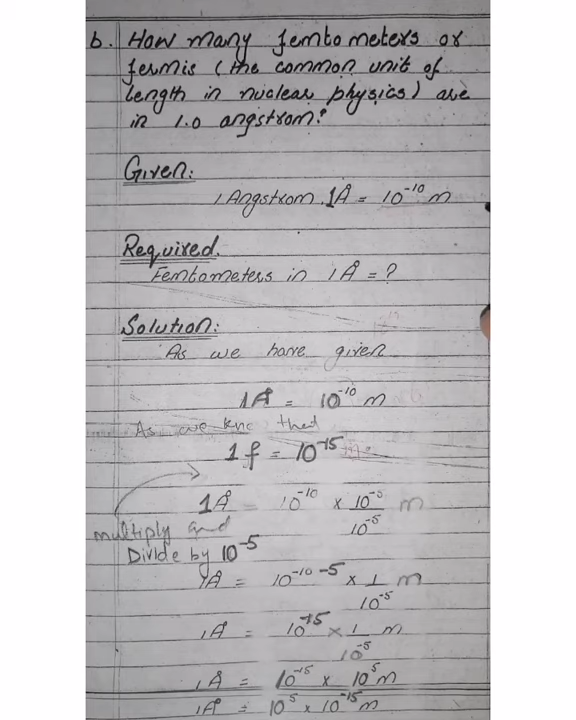 b. How many femto meters or
fermis (the common unit of
length in nuclear physics) are
in 1.0 angstrom?
Given:
1 Angstrom 1Å = 10⁻¹⁰ m
Required.
Femtometers in 1Å = ?
Solution:
As we have given
1Å = 10⁻¹⁰ m
As we kno that
1 f = 10⁻¹⁵ m
1Å = 10⁻¹⁰ × 10⁻⁵/10⁻⁵ m
multiply and
Divide by 10⁻⁵
1Å = 10⁻¹⁰⁻⁵ × 1/10⁻⁵ m
1Å = 10⁻¹⁵ × 1/10⁻⁵ m
1Å = 10⁻¹⁵ × 10⁵ m
1Å = 10⁵ × 10⁻¹⁵ m